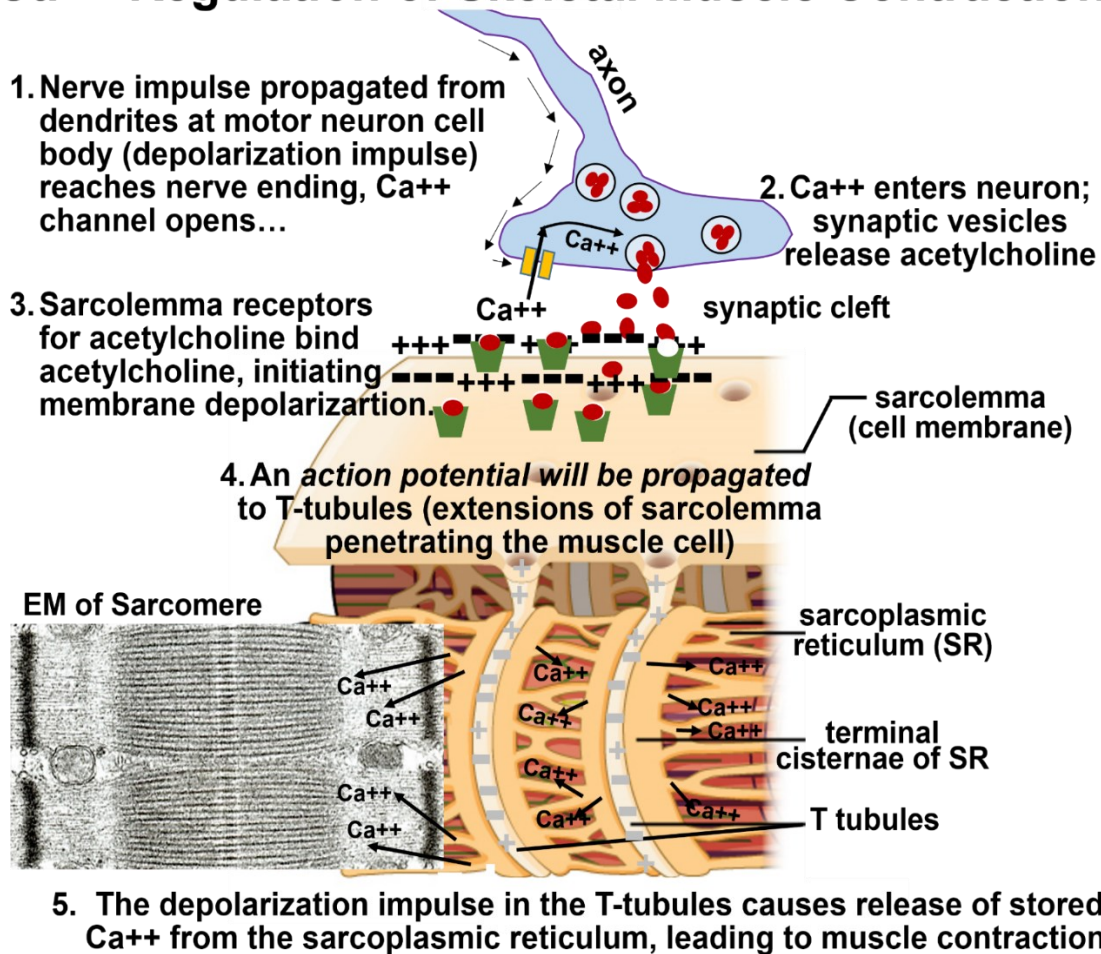 Regulation of Skeletal Muscle Contraction
axon
1. Nerve impulse propagated from
dendrites at motor neuron cell
body (depolarization impulse)
reaches nerve ending, Ca++
channel opens…
2. Ca++ enters neuron;
synaptic vesicles
release acetylcholine
Ca++
Ca++
synaptic cleft
3. Sarcolemma receptors
for acetylcholine bind
acetylcholine, initiating
membrane depolarizartion.
+++ --- +++ --- +++
--- +++ --- +++ ---
sarcolemma
(cell membrane)
4. An action potential will be propagated
to T-tubules (extensions of sarcolemma
penetrating the muscle cell)
EM of Sarcomere
sarcoplasmic
reticulum (SR)
Ca++
Ca++
Ca++
Ca++
Ca++
Ca++
Ca++
Ca++
terminal
cisternae of SR
Ca++
Ca++
Ca++
Ca++
Ca++
T tubules
5. The depolarization impulse in the T-tubules causes release of stored
Ca++ from the sarcoplasmic reticulum, leading to muscle contraction